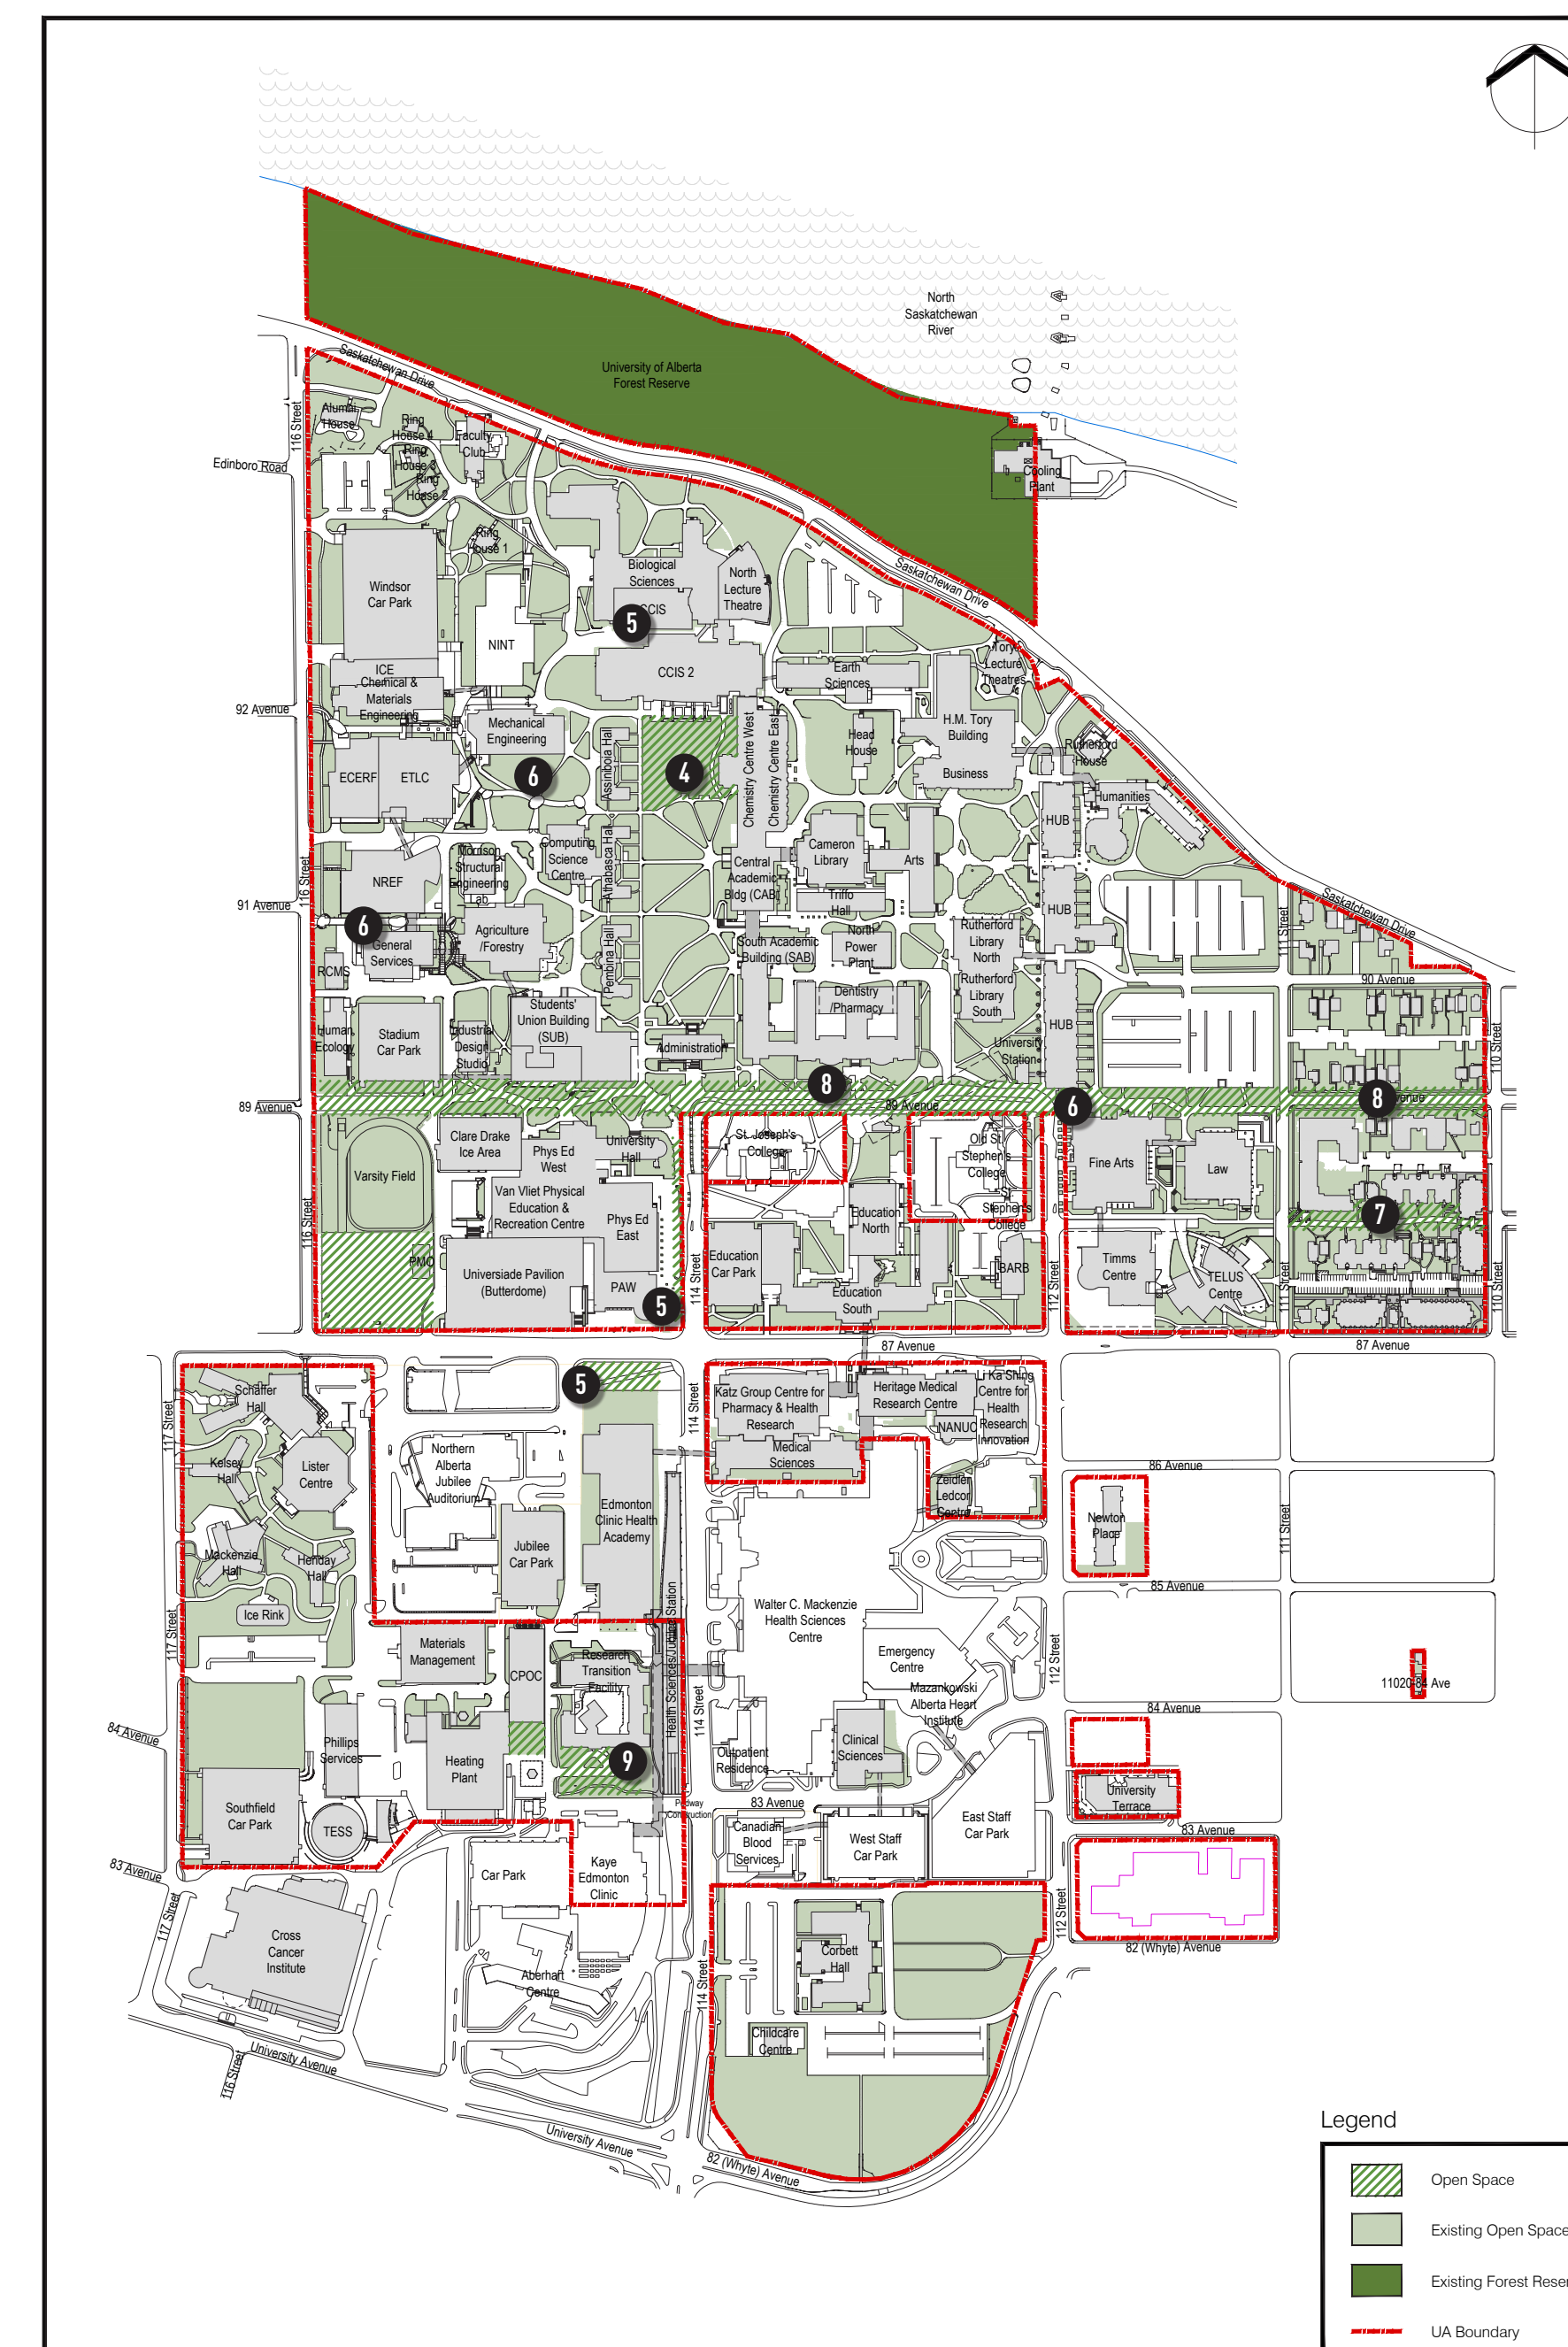 North
Saskatchewan
River
University of Alberta
Forest Reserve
Saskatchewan Drive
116 Street
Edinboro Road
Alumni
House
Ring
House 4
Ring
House 3
Ring
House 2
Faculty
Club
Ring
House 1
Cooling
Plant
Saskatchewan Drive
Windsor
Car Park
Biological
Sciences
CCIS
5
North
Lecture
Theatre
NINT
CCIS 2
Earth
Sciences
Tory
Lecture
Theatres
ICE
Chemical &
Materials
Engineering
92 Avenue
Mechanical
Engineering
6
Assiniboia Hall
4
Chemistry Centre West
Chemistry Centre East
Head
House
H.M. Tory
Building
Business
Rutherford
House
Humanities
HUB
ECERF
ETLC
116 Street
NREF
Morrison
Structural
Engineering
Lab
Computing
Science
Centre
Athabasca Hall
Central
Academic
Bldg (CAB)
Cameron
Library
Arts
Triffo
Hall
HUB
91 Avenue
6
General
Services
RCMS
Agriculture
/Forestry
Pembina Hall
South Academic
Building (SAB)
North
Power
Plant
Rutherford
Library
North
Rutherford
Library
South
111 Street
Saskatchewan Drive
90 Avenue
Human
Ecology
Stadium
Car Park
Industrial
Design
Studio
Students'
Union Building
(SUB)
Administration
Dentistry
/Pharmacy
University
Station
HUB
110 Street
89 Avenue
8
89 Avenue
6
8
Avenue
Varsity Field
Clare Drake
Ice Area
Phys Ed
West
University
Hall
St. Joseph's
College
Old St.
Stephen's
College
St.
Stephen's
College
Fine Arts
Law
116 Street
Van Vliet Physical
Education &
Recreation Centre
Phys Ed
East
Education
North
7
PMO
Universiade Pavilion
(Butterdome)
PAW
5
114 Street
Education
Car Park
Education
South
BARB
112 Street
Timms
Centre
TELUS
Centre
111 Street
110 Street
87 Avenue
87 Avenue
117 Street
Schaffer
Hall
Kelsey
Hall
Lister
Centre
Mackenzie
Hall
Henday
Hall
Ice Rink
117 Street
5
Northern
Alberta
Jubilee
Auditorium
Jubilee
Car Park
Edmonton
Clinic Health
Academy
114 Street
Katz Group Centre for
Pharmacy & Health
Research
Medical
Sciences
Heritage Medical
Research Centre
NANUC
Li Ka Shing
Centre for
Health
Research
Innovation
Zeidler
Ledcor
Centre
86 Avenue
Newton
Place
85 Avenue
111 Street
Health Sciences/Jubilee Station
Walter C. Mackenzie
Health Sciences
Centre
Emergency
Centre
Mazankowski
Alberta Heart
Institute
112 Street
11020-84 Ave
84 Avenue
Materials
Management
CPOC
Research
Transition
Facility
114 Street
84 Avenue
Phillips
Services
Heating
Plant
9
Outpatient
Residence
Clinical
Sciences
University
Terrace
83 Avenue
Southfield
Car Park
TESS
Pedway
Construction
83 Avenue
Canadian
Blood
Services
West Staff
Car Park
East Staff
Car Park
83 Avenue
117 Street
Car Park
Kaye
Edmonton
Clinic
112 Street
82 (Whyte) Avenue
Cross
Cancer
Institute
Aberhart
Centre
114 Street
Corbett
Hall
Childcare
Centre
University Avenue
116 Street
University Avenue
82 (Whyte) Avenue
Legend
Open Space
Existing Open Space
Existing Forest Reser
UA Boundary